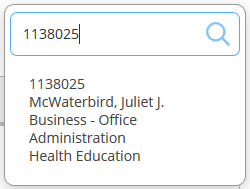 1138025
1138025
McWaterbird, Juliet J.
Business - Office
Administration
Health Education